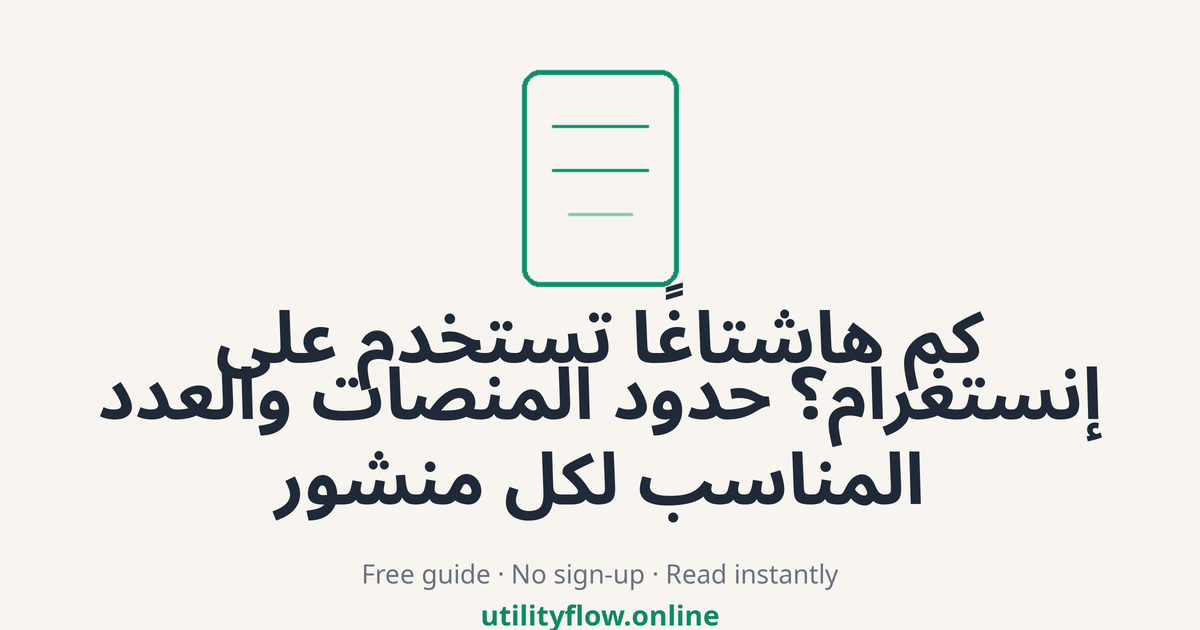 كم هاشتاغًا تستخدم على
إنستغرام؟ حدود المنصات والعدد
المناسب لكل منشور
Free guide · No sign-up · Read instantly
utilityflow.online